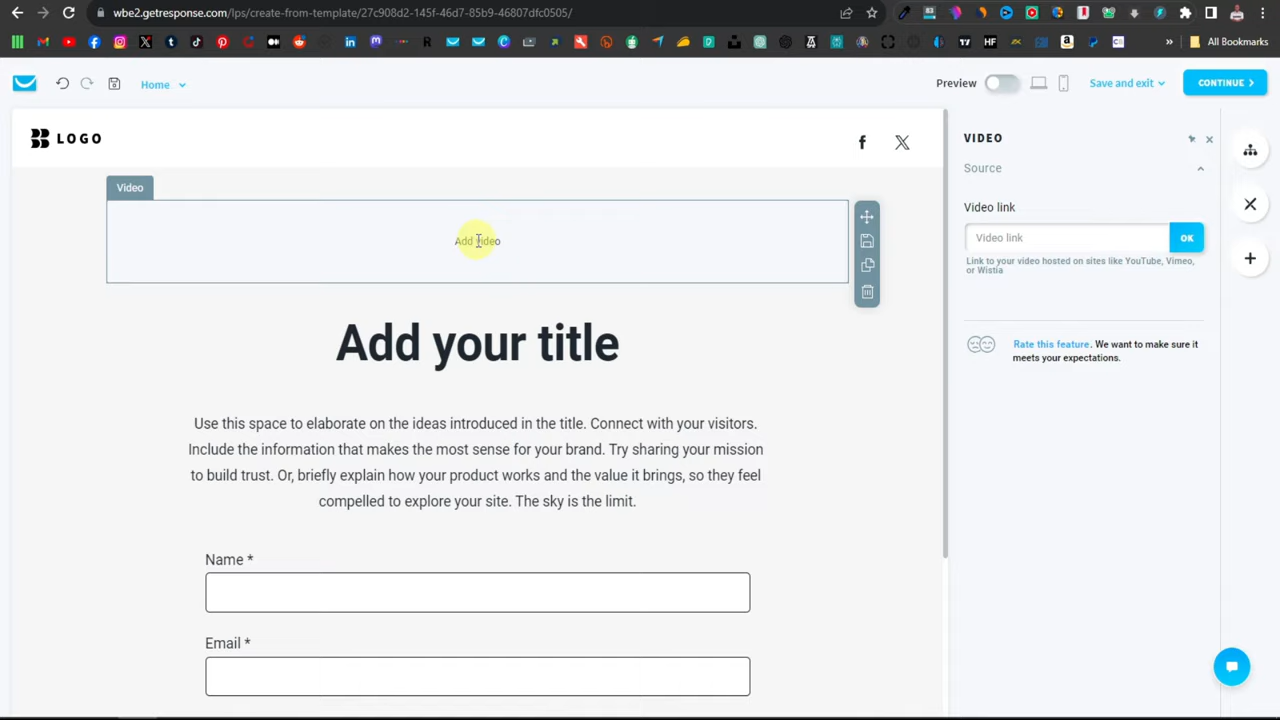 wbe2.getresponse.com/lps/create-from-template/27c908d2-145f-46d7-85b9-46807dfc0505/
All Bookmarks
Home
Preview
Save and exit
CONTINUE
LOGO
Video
Add video
Add your title
Use this space to elaborate on the ideas introduced in the title. Connect with your visitors.
Include the information that makes the most sense for your brand. Try sharing your mission
to build trust. Or, briefly explain how your product works and the value it brings, so they feel
compelled to explore your site. The sky is the limit.
Name *
Email *
VIDEO
Source
Video link
Video link
OK
Link to your video hosted on sites like YouTube, Vimeo,
or Wistia
Rate this feature. We want to make sure it
meets your expectations.